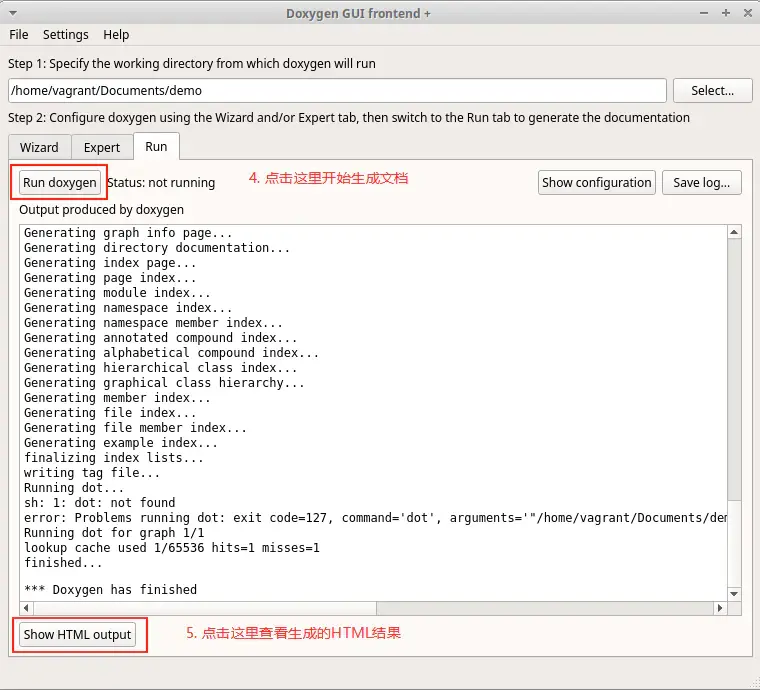 Doxygen GUI frontend +
File Settings Help
Step 1: Specify the working directory from which doxygen will run
/home/vagrant/Documents/demo Select...
Step 2: Configure doxygen using the Wizard and/or Expert tab, then switch to the Run tab to generate the documentation
Wizard Expert Run
Run doxygen Status: not running 4. 点击这里开始生成文档 Show configuration Save log...
Output produced by doxygen
Generating graph info page...
Generating directory documentation...
Generating index page...
Generating page index...
Generating module index...
Generating namespace index...
Generating namespace member index...
Generating annotated compound index...
Generating alphabetical compound index...
Generating hierarchical class index...
Generating graphical class hierarchy...
Generating member index...
Generating file index...
Generating file member index...
Generating example index...
finalizing index lists...
writing tag file...
Running dot...
sh: 1: dot: not found
error: Problems running dot: exit code=127, command='dot', arguments='"/home/vagrant/Documents/der
Running dot for graph 1/1
lookup cache used 1/65536 hits=1 misses=1
finished...
*** Doxygen has finished
Show HTML output 5. 点击这里查看生成的HTML结果